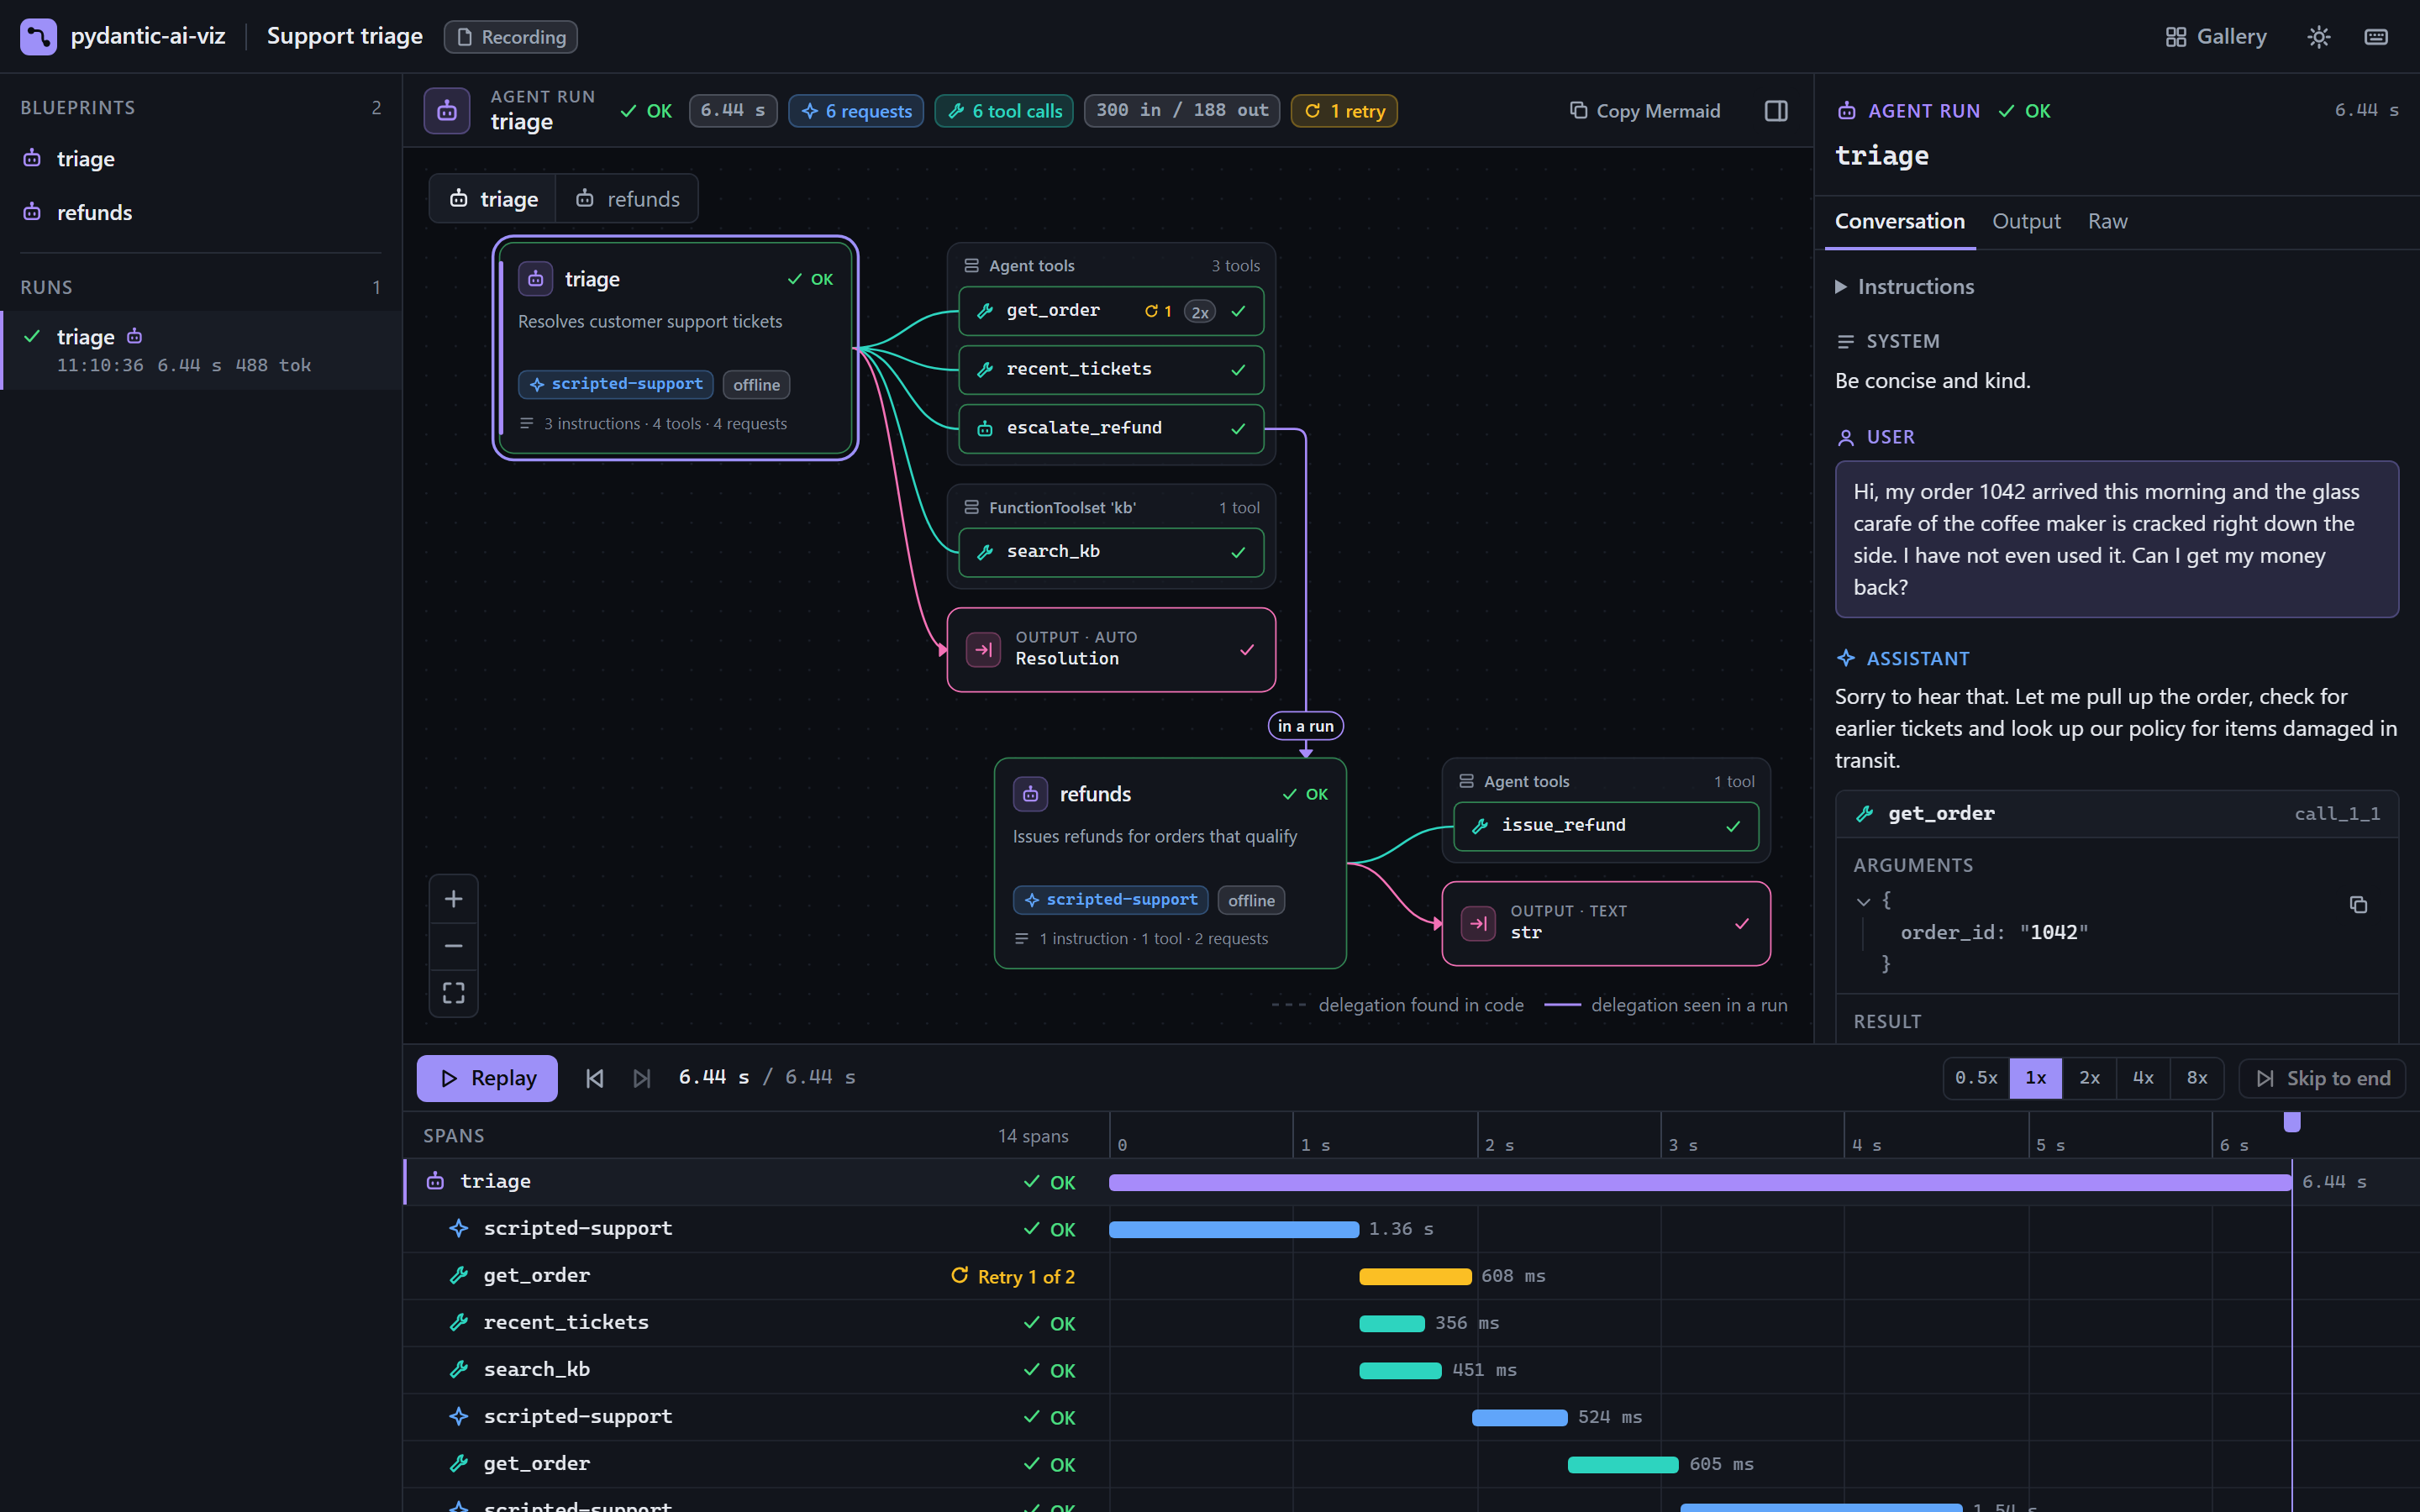 pydantic-ai-viz
Support triage
Recording
Gallery
BLUEPRINTS 2
triage
refunds
RUNS 1
triage
11:10:36 6.44 s 488 tok
AGENT RUN
triage
OK
6.44 s
6 requests
6 tool calls
300 in / 188 out
1 retry
Copy Mermaid
triage
refunds
triage
OK
Resolves customer support tickets
scripted-support
offline
3 instructions · 4 tools · 4 requests
Agent tools 3 tools
get_order 1 2x
recent_tickets
escalate_refund
FunctionToolset 'kb' 1 tool
search_kb
OUTPUT · AUTO
Resolution
in a run
refunds
OK
Issues refunds for orders that qualify
scripted-support
offline
1 instruction · 1 tool · 2 requests
Agent tools 1 tool
issue_refund
OUTPUT · TEXT
str
delegation found in code
delegation seen in a run
AGENT RUN OK 6.44 s
triage
Conversation Output Raw
Instructions
SYSTEM
Be concise and kind.
USER
Hi, my order 1042 arrived this morning and the glass
carafe of the coffee maker is cracked right down the
side. I have not even used it. Can I get my money
back?
ASSISTANT
Sorry to hear that. Let me pull up the order, check for
earlier tickets and look up our policy for items damaged in
transit.
get_order call_1_1
ARGUMENTS
{
order_id: "1042"
}
RESULT
Replay
6.44 s / 6.44 s
0.5x 1x 2x 4x 8x
Skip to end
SPANS 14 spans
0 1 s 2 s 3 s 4 s 5 s 6 s
triage OK 6.44 s
scripted-support OK 1.36 s
get_order Retry 1 of 2 608 ms
recent_tickets OK 356 ms
search_kb OK 451 ms
scripted-support OK 524 ms
get_order OK 605 ms
scripted-support OK 1.54 s